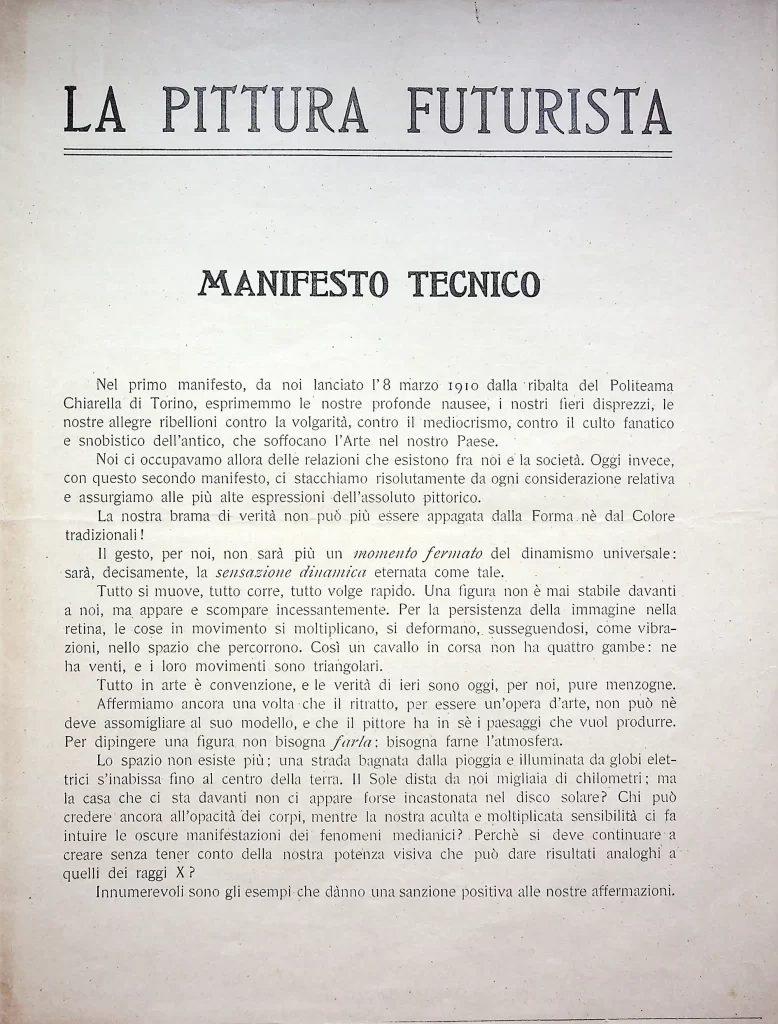 LA PITTURA FUTURISTA
MANIFESTO TECNICO
Nel primo manifesto, da noi lanciato l'8 marzo 1910 dalla ribalta del Politeama
Chiarella di Torino, esprimemmo le nostre profonde nausee, i nostri fieri disprezzi, le
nostre allegre ribellioni contro la volgarità, contro il mediocrismo, contro il culto fanatico
e snobistico dell'antico, che soffocano l'Arte nel nostro Paese.
Noi ci occupavamo allora delle relazioni che esistono fra noi e la società. Oggi invece,
con questo secondo manifesto, ci stacchiamo risolutamente da ogni considerazione relativa
e assurgiamo alle più alte espressioni dell'assoluto pittorico.
La nostra brama di verità non può più essere appagata dalla Forma nè dal Colore
tradizionali!
Il gesto, per noi, non sarà più un momento fermato del dinamismo universale:
sarà, decisamente, la sensazione dinamica eternata come tale.
Tutto si muove, tutto corre, tutto volge rapido. Una figura non è mai stabile davanti
a noi, ma appare e scompare incessantemente. Per la persistenza della immagine nella
retina, le cose in movimento si moltiplicano, si deformano, susseguendosi, come vibra-
zioni, nello spazio che percorrono. Così un cavallo in corsa non ha quattro gambe: ne
ha venti, e i loro movimenti sono triangolari.
Tutto in arte è convenzione, e le verità di ieri sono oggi, per noi, pure menzogne.
Affermiamo ancora una volta che il ritratto, per essere un'opera d'arte, non può nè
deve assomigliare al suo modello, e che il pittore ha in sè i paesaggi che vuol produrre.
Per dipingere una figura non bisogna farla; bisogna farne l'atmosfera.
Lo spazio non esiste più; una strada bagnata dalla pioggia e illuminata da globi elet-
trici s'inabissa fino al centro della terra. Il Sole dista da noi migliaia di chilometri; ma
la casa che ci sta davanti non ci appare forse incastonata nel disco solare? Chi può
credere ancora all'opacità dei corpi, mentre la nostra acuìta e moltiplicata sensibilità ci fa
intuire le oscure manifestazioni dei fenomeni medianici? Perchè si deve continuare a
creare senza tener conto della nostra potenza visiva che può dare risultati analoghi a
quelli dei raggi X?
Innumerevoli sono gli esempi che dànno una sanzione positiva alle nostre affermazioni.